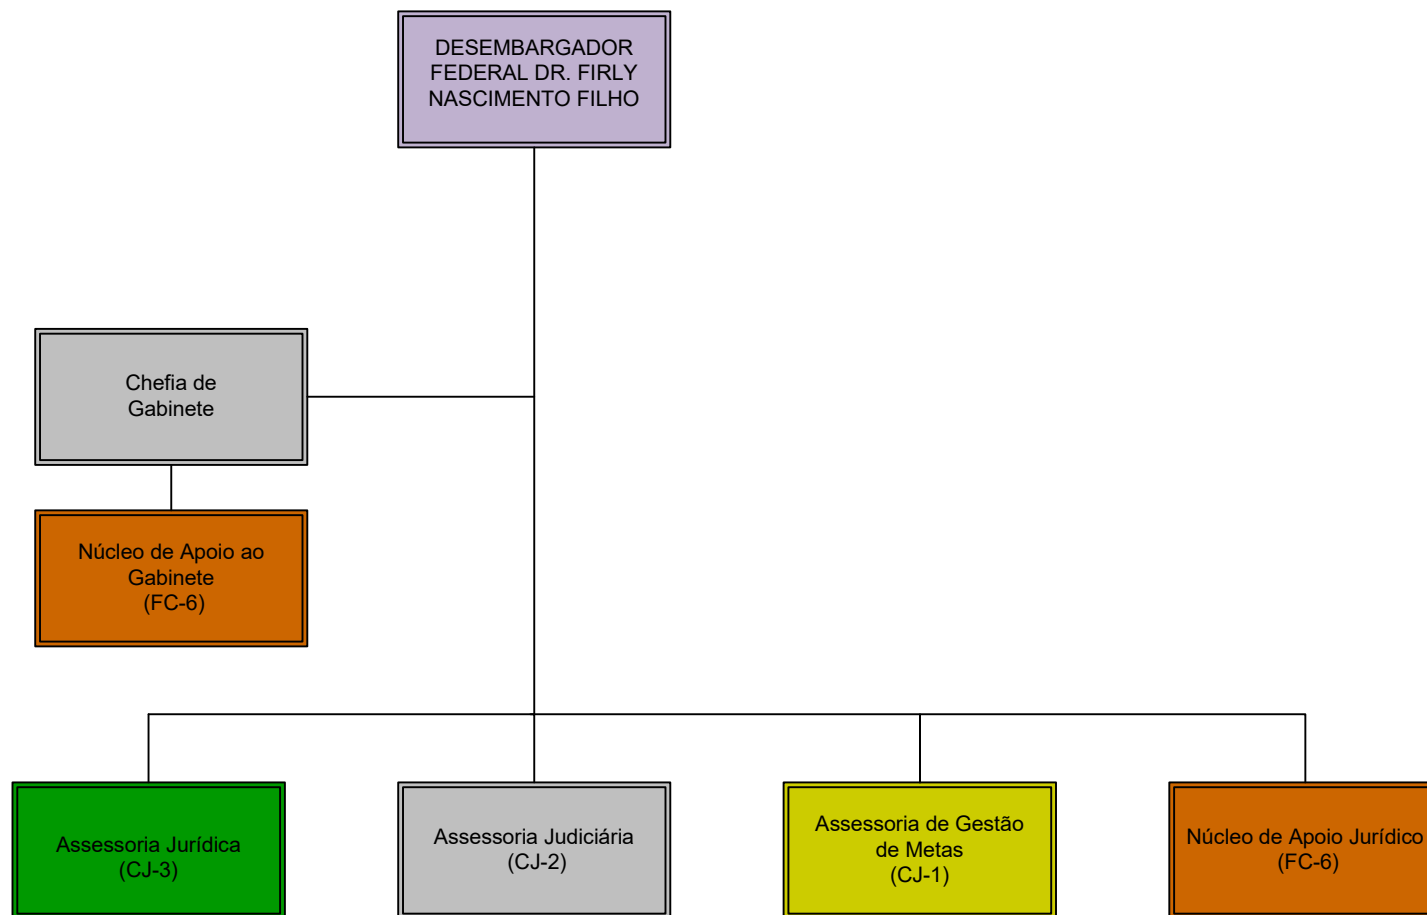 DESEMBARGADOR
FEDERAL DR. FIRLY
NASCIMENTO FILHO
Chefia de
Gabinete
Núcleo de Apoio ao
Gabinete
(FC-6)
Assessoria Jurídica
(CJ-3)
Assessoria Judiciária
(CJ-2)
Assessoria de Gestão
de Metas
(CJ-1)
Núcleo de Apoio Jurídico
(FC-6)